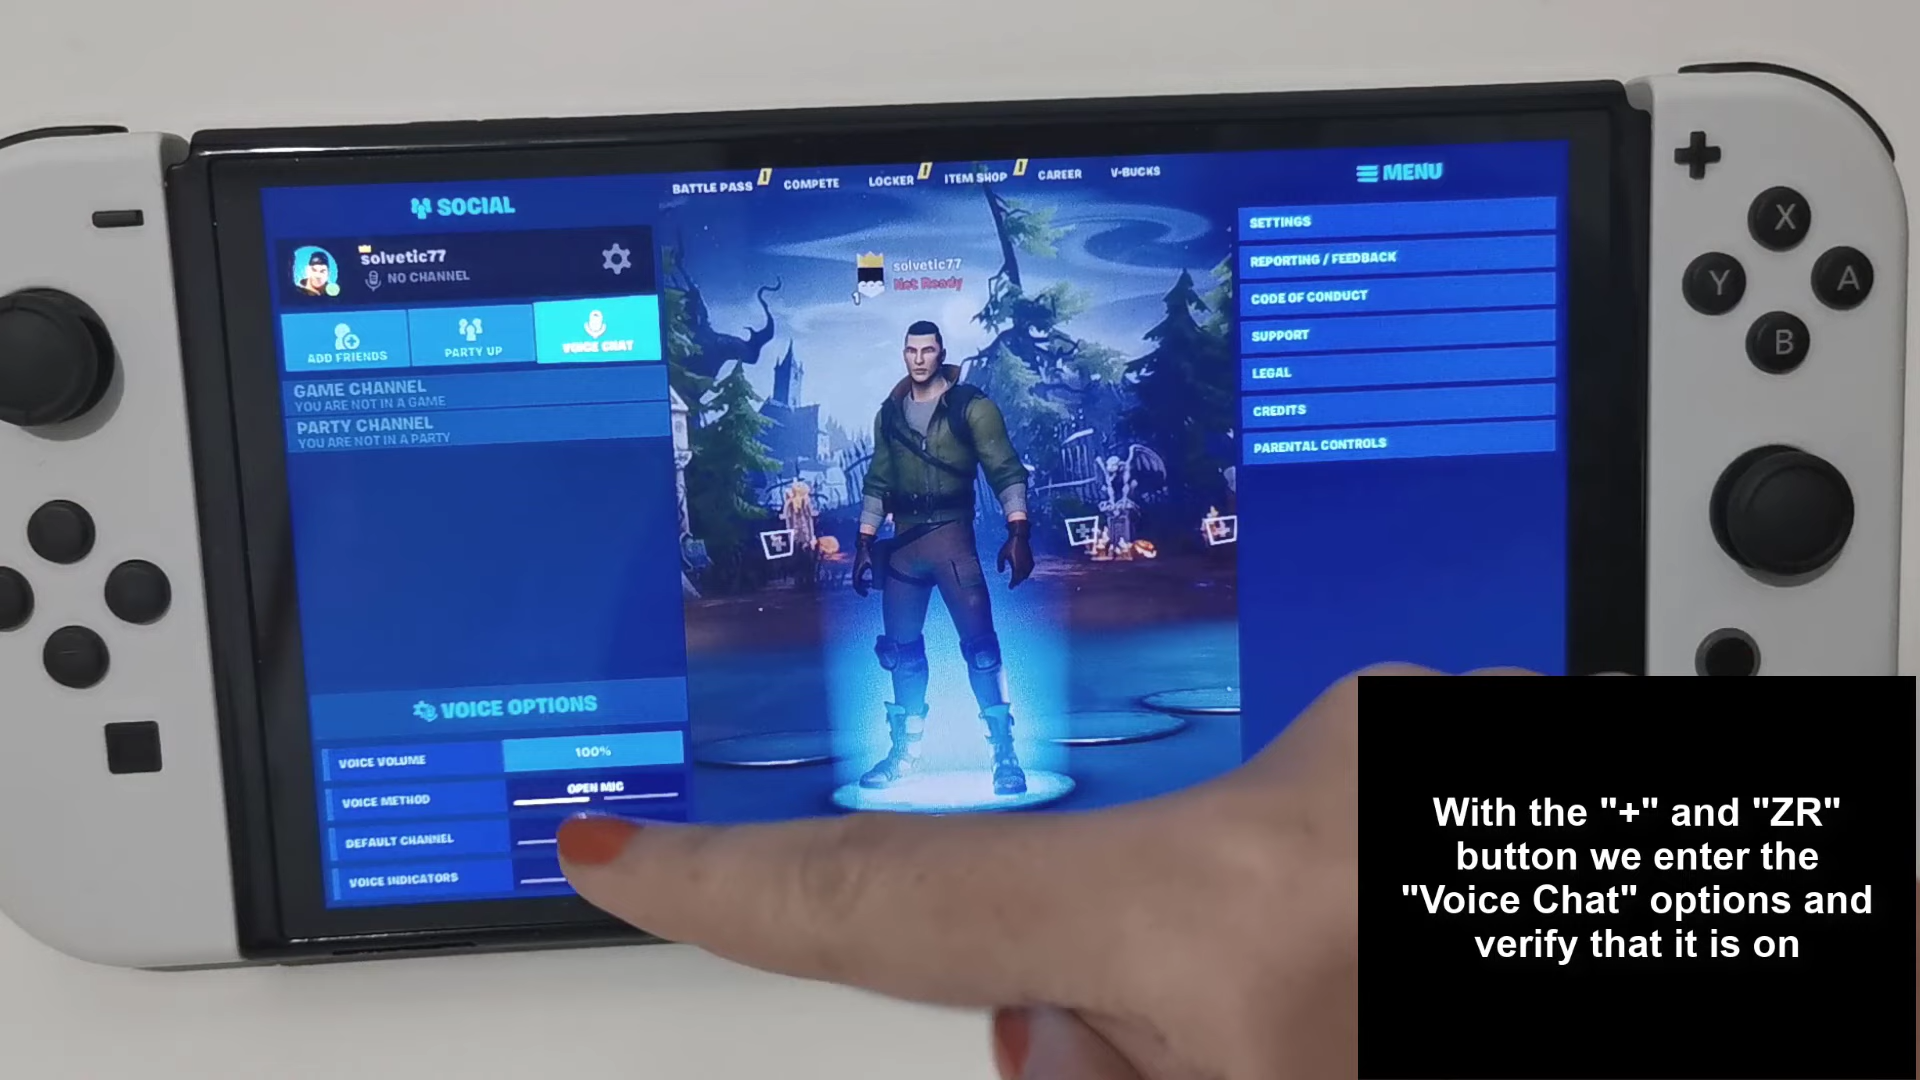 SOCIAL
solvetic77
NO CHANNEL
ADD FRIENDS
PARTY UP
VOICE CHAT
GAME CHANNEL
YOU ARE NOT IN A GAME
PARTY CHANNEL
YOU ARE NOT IN A PARTY
VOICE OPTIONS
VOICE VOLUME
100%
VOICE METHOD
OPEN MIC
DEFAULT CHANNEL
VOICE INDICATORS
BATTLE PASS
COMPETE
LOCKER
ITEM SHOP
CAREER
V-BUCKS
solvetic77
Not Ready
MENU
SETTINGS
REPORTING / FEEDBACK
CODE OF CONDUCT
SUPPORT
LEGAL
CREDITS
PARENTAL CONTROLS
X
Y
A
B
With the "+" and "ZR"
button we enter the
"Voice Chat" options and
verify that it is on